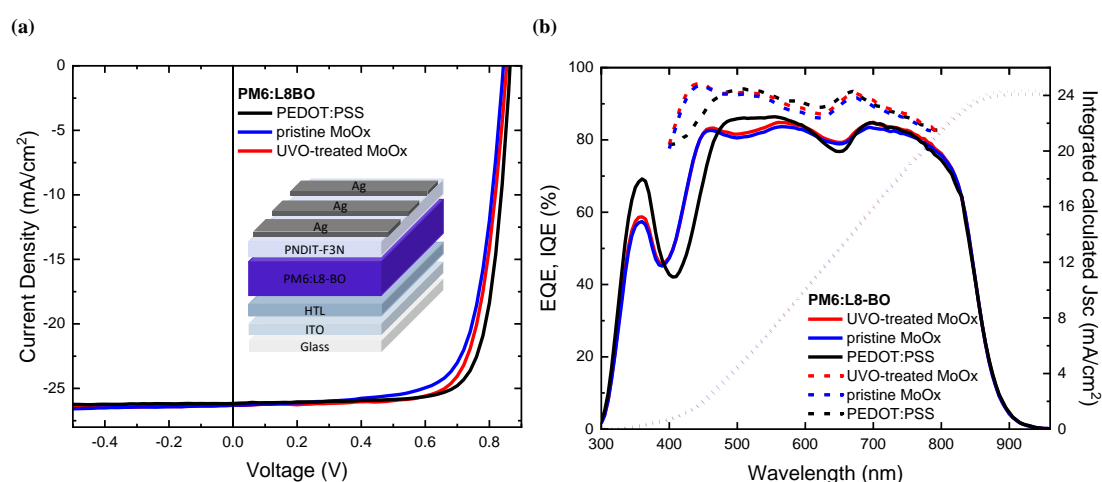 (a)
0
-5
-10
-15
-20
-25
Current Density (mA/cm²)
-0.4
-0.2
0.0
0.2
0.4
0.6
0.8
Voltage (V)
PM6:L8BO
PEDOT:PSS
pristine MoOx
UVO-treated MoOx
Ag
Ag
Ag
PNDIT-F3N
PM6:L8-BO
HTL
ITO
Glass
(b)
100
80
60
40
20
0
EQE, IQE (%)
300
400
500
600
700
800
900
Wavelength (nm)
24
20
16
12
8
4
0
Integrated calculated Jsc (mA/cm²)
PM6:L8-BO
UVO-treated MoOx
pristine MoOx
PEDOT:PSS
UVO-treated MoOx
pristine MoOx
PEDOT:PSS